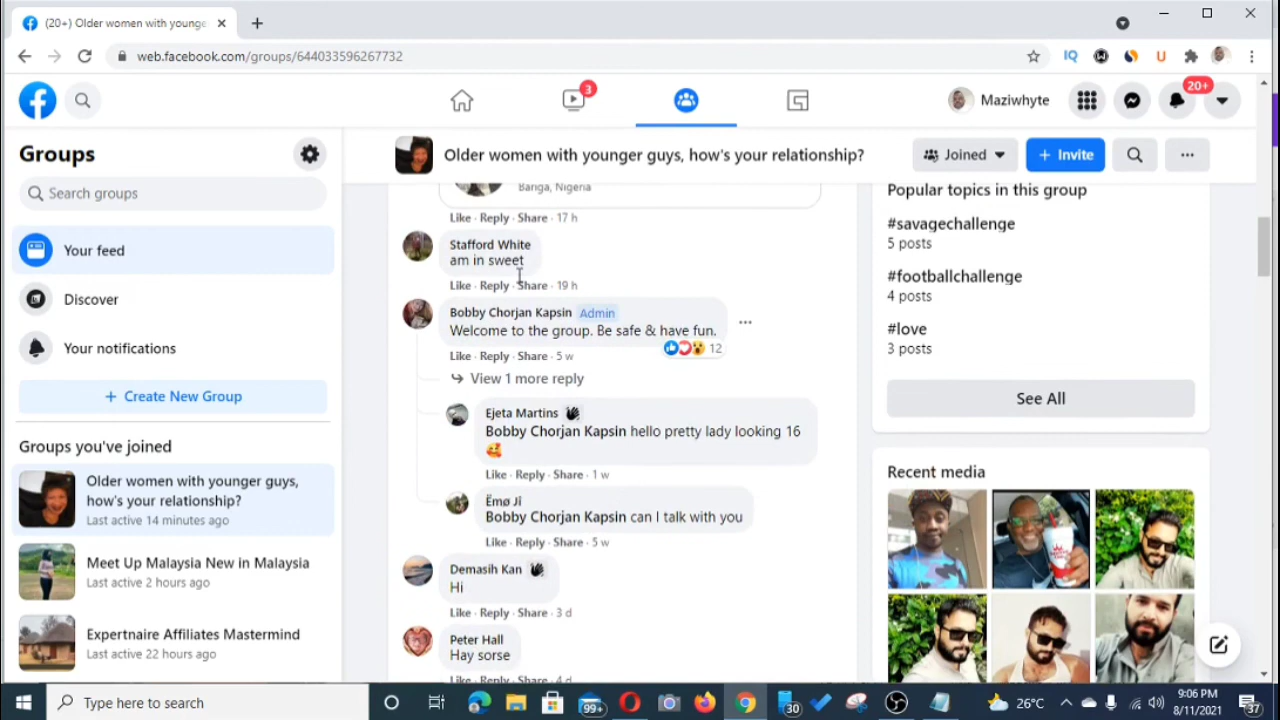 (20+) Older women with younge
web.facebook.com/groups/644033596267732
IQ
U
3
Maziwhyte
20+
Groups
Search groups
Your feed
Discover
Your notifications
+ Create New Group
Groups you've joined
Older women with younger guys,
how's your relationship?
Last active 14 minutes ago
Meet Up Malaysia New in Malaysia
Last active 2 hours ago
Expertnaire Affiliates Mastermind
Last active 22 hours ago
Older women with younger guys, how's your relationship?
Joined
+ Invite
Bariga, Nigeria
Like · Reply · Share · 17 h
Stafford White
am in sweet
Like · Reply · Share · 19 h
Bobby Chorjan Kapsin Admin
Welcome to the group. Be safe & have fun.
12
Like · Reply · Share · 5 w
View 1 more reply
Ejeta Martins
Bobby Chorjan Kapsin hello pretty lady looking 16
Like · Reply · Share · 1 w
Ëmø Jî
Bobby Chorjan Kapsin can I talk with you
Like · Reply · Share · 5 w
Demasih Kan
Hi
Like · Reply · Share · 3 d
Peter Hall
Hay sorse
Like · Reply · Share · 4 d
Popular topics in this group
#savagechallenge
5 posts
#footballchallenge
4 posts
#love
3 posts
See All
Recent media
Type here to search
99+
30
26°C
9:06 PM
8/11/2021
37